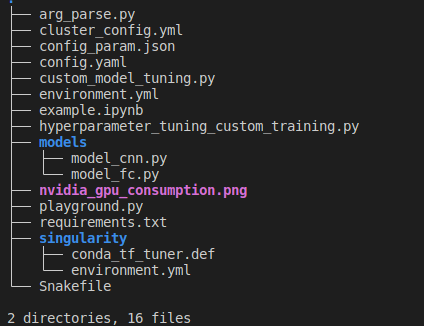 ├── arg_parse.py
├── cluster_config.yml
├── config_param.json
├── config.yaml
├── custom_model_tuning.py
├── environment.yml
├── example.ipynb
├── hyperparameter_tuning_custom_training.py
├── models
│   ├── model_cnn.py
│   └── model_fc.py
├── nvidia_gpu_consumption.png
├── playground.py
├── requirements.txt
├── singularity
│   ├── conda_tf_tuner.def
│   └── environment.yml
└── Snakefile
2 directories, 16 files